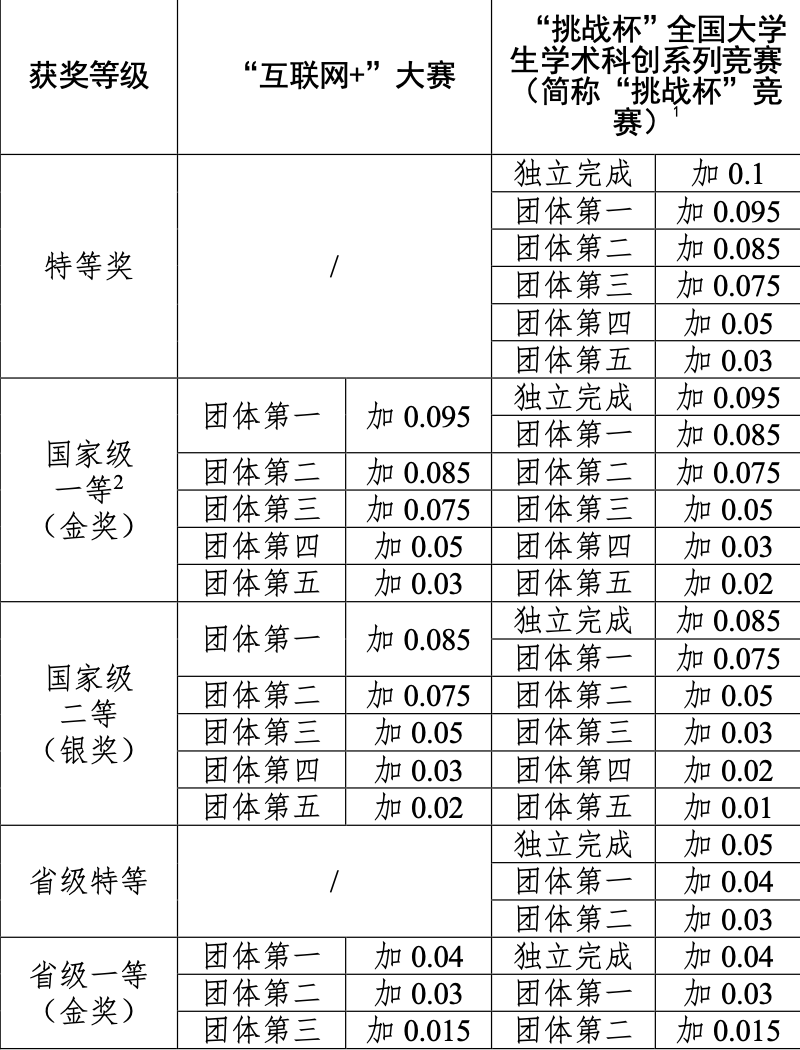 获奖等级
“互联网+”大赛
“挑战杯”全国大学
生学术科创系列竞赛
（简称“挑战杯”竞
赛）1
特等奖
/
独立完成 加 0.1
团体第一 加 0.095
团体第二 加 0.085
团体第三 加 0.075
团体第四 加 0.05
团体第五 加 0.03
国家级
一等2
（金奖）
团体第一 加 0.095
团体第二 加 0.085
团体第三 加 0.075
团体第四 加 0.05
团体第五 加 0.03
独立完成 加 0.095
团体第一 加 0.085
团体第二 加 0.075
团体第三 加 0.05
团体第四 加 0.03
团体第五 加 0.02
国家级
二等
（银奖）
团体第一 加 0.085
团体第二 加 0.075
团体第三 加 0.05
团体第四 加 0.03
团体第五 加 0.02
独立完成 加 0.085
团体第一 加 0.075
团体第二 加 0.05
团体第三 加 0.03
团体第四 加 0.02
团体第五 加 0.01
省级特等
/
独立完成 加 0.05
团体第一 加 0.04
团体第二 加 0.03
省级一等
（金奖）
团体第一 加 0.04
团体第二 加 0.03
团体第三 加 0.015
独立完成 加 0.04
团体第一 加 0.03
团体第二 加 0.015